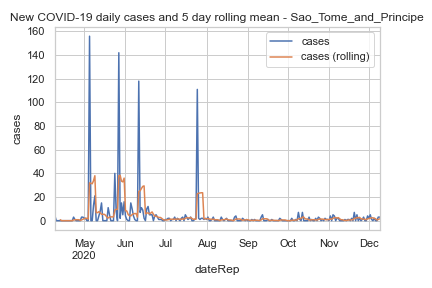 New COVID-19 daily cases and 5 day rolling mean - Sao_Tome_and_Principe
cases
cases (rolling)
160
140
120
100
80
60
40
20
0
cases
May Jun Jul Aug Sep Oct Nov Dec
2020
dateRep